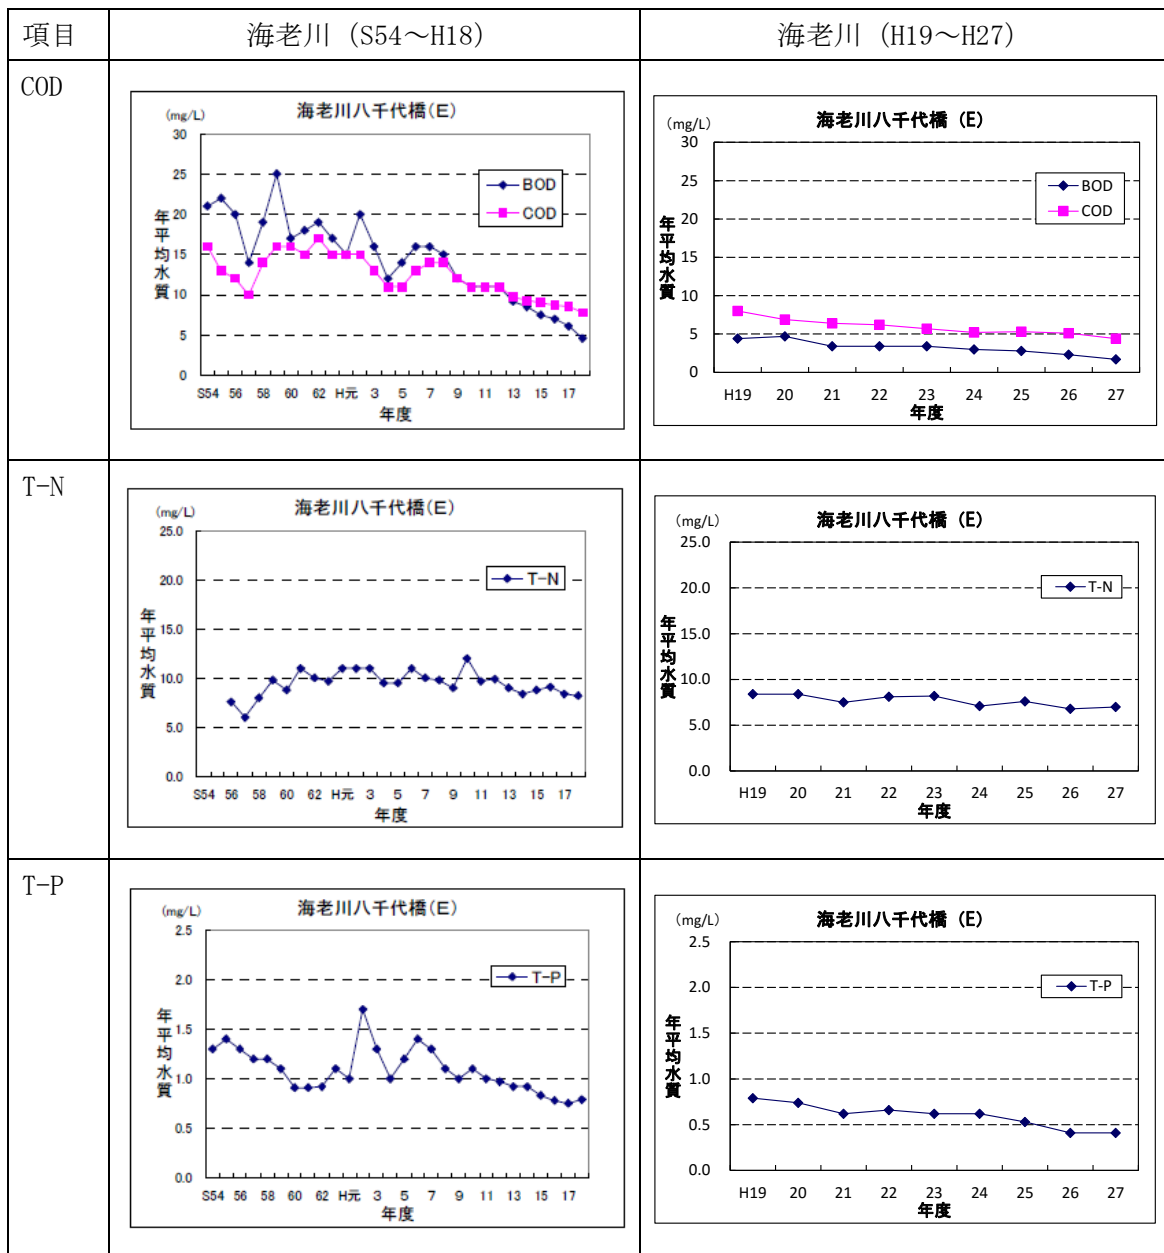 項目
海老川 (S54～H18)
海老川 (H19～H27)
COD
海老川八千代橋(E)
(mg/L)
30
25
20
15
10
5
0
年平均水質
BOD
COD
S54 56 58 60 62 H元 3 5 7 9 11 13 15 17
年度
海老川八千代橋 (E)
(mg/L)
30
25
20
15
10
5
0
年平均水質
BOD
COD
H19 20 21 22 23 24 25 26 27
年度
T-N
海老川八千代橋(E)
(mg/L)
25.0
20.0
15.0
10.0
5.0
0.0
年平均水質
T-N
S54 56 58 60 62 H元 3 5 7 9 11 13 15 17
年度
海老川八千代橋 (E)
(mg/L)
25.0
20.0
15.0
10.0
5.0
0.0
年平均水質
T-N
H19 20 21 22 23 24 25 26 27
年度
T-P
海老川八千代橋(E)
(mg/L)
2.5
2.0
1.5
1.0
0.5
0.0
年平均水質
T-P
S54 56 58 60 62 H元 3 5 7 9 11 13 15 17
年度
海老川八千代橋 (E)
(mg/L)
2.5
2.0
1.5
1.0
0.5
0.0
年平均水質
T-P
H19 20 21 22 23 24 25 26 27
年度